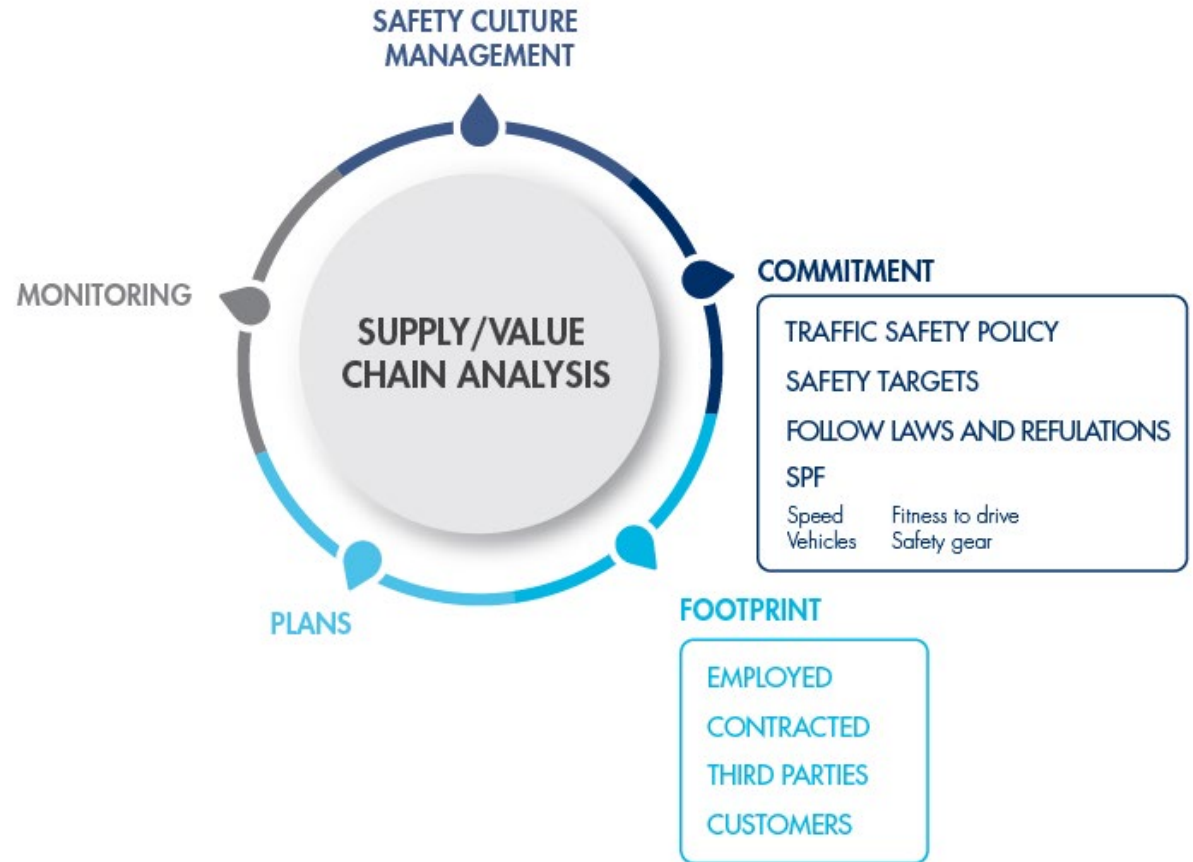 SAFETY CULTURE
MANAGEMENT
MONITORING
SUPPLY/VALUE
CHAIN ANALYSIS
COMMITMENT
TRAFFIC SAFETY POLICY
SAFETY TARGETS
FOLLOW LAWS AND REFULATIONS
SPF
Speed Fitness to drive
Vehicles Safety gear
PLANS
FOOTPRINT
EMPLOYED
CONTRACTED
THIRD PARTIES
CUSTOMERS